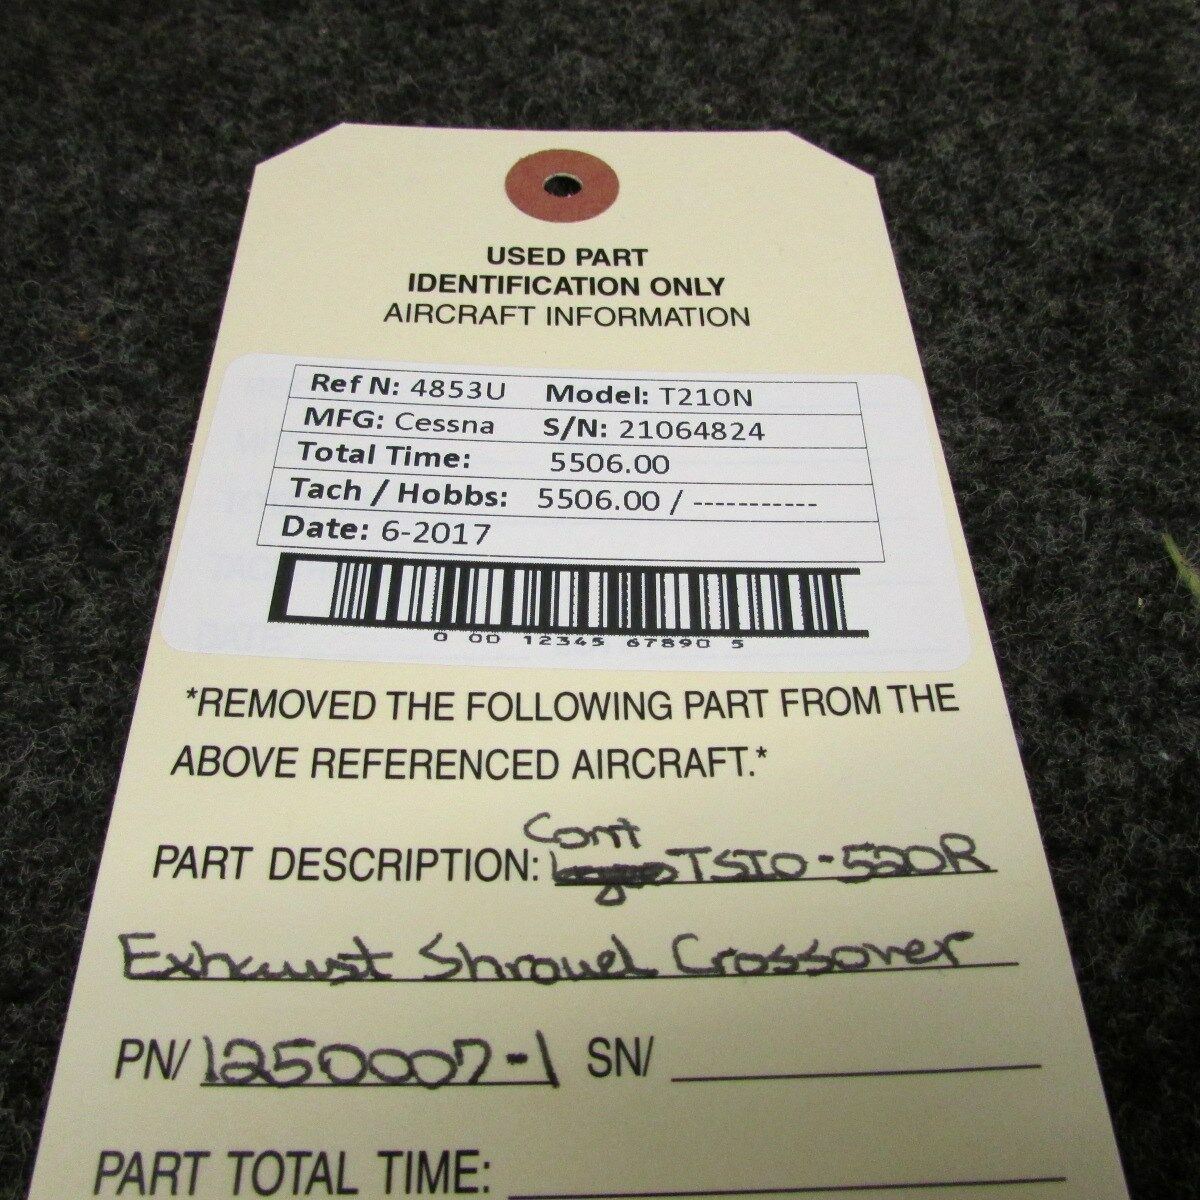 USED PART
IDENTIFICATION ONLY
AIRCRAFT INFORMATION
Ref N: 4853U Model: T210N
MFG: Cessna S/N: 21064824
Total Time: 5506.00
Tach / Hobbs: 5506.00 / -----------
Date: 6-2017
0 00 12345 67890 5
*REMOVED THE FOLLOWING PART FROM THE
ABOVE REFERENCED AIRCRAFT.*
Cont
PART DESCRIPTION: TSIO-520R
Exhaust Shroud Crossover
PN/ 1250007-1 SN/
PART TOTAL TIME: